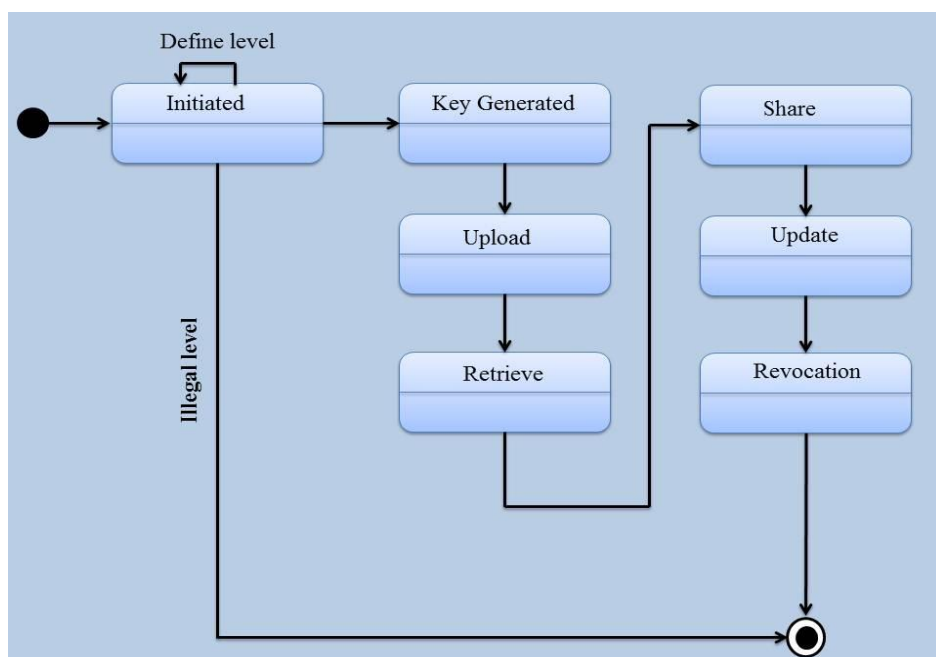 Define level
Initiated
Key Generated
Share
Upload
Update
Illegal level
Retrieve
Revocation